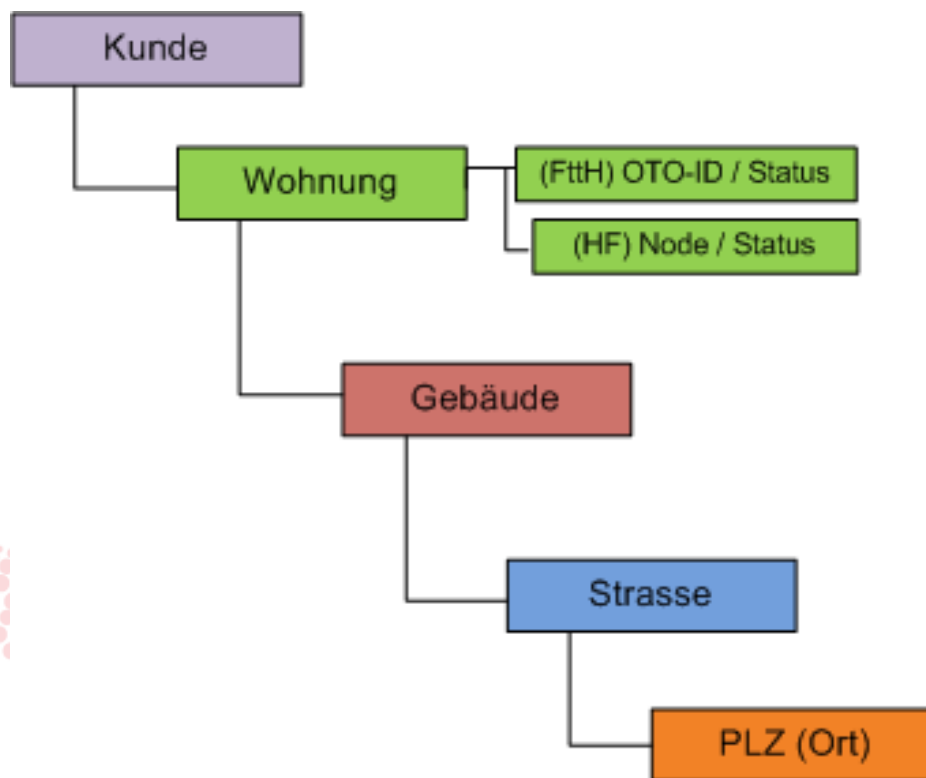 Kunde
Wohnung
(FttH) OTO-ID / Status
(HF) Node / Status
Gebäude
Strasse
PLZ (Ort)